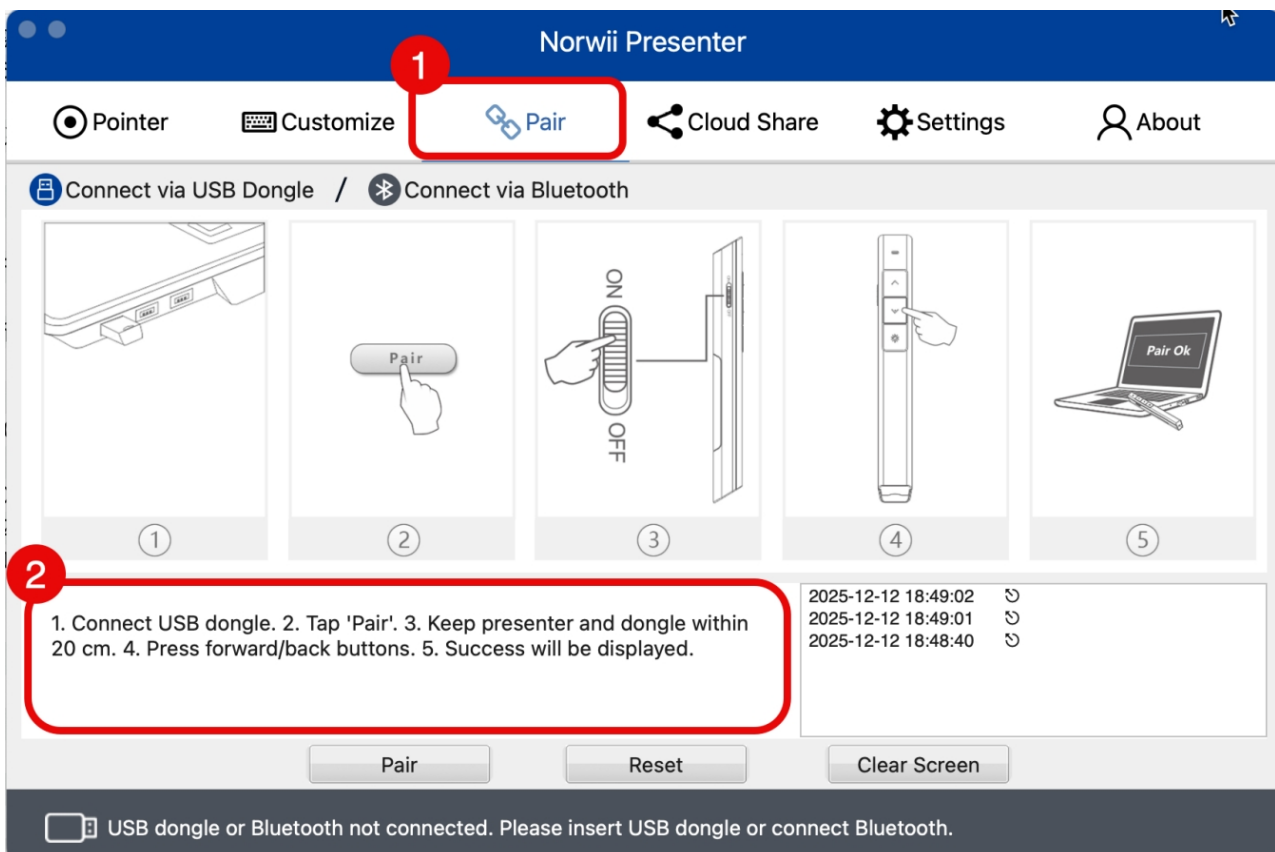 Norwii Presenter
1
Pointer
Customize
Pair
Cloud Share
Settings
About
Connect via USB Dongle / Connect via Bluetooth
Pair
ON
OFF
Pair Ok
1
2
3
4
5
2
1. Connect USB dongle. 2. Tap 'Pair'. 3. Keep presenter and dongle within
20 cm. 4. Press forward/back buttons. 5. Success will be displayed.
2025-12-12 18:49:02
2025-12-12 18:49:01
2025-12-12 18:48:40
Pair
Reset
Clear Screen
USB dongle or Bluetooth not connected. Please insert USB dongle or connect Bluetooth.